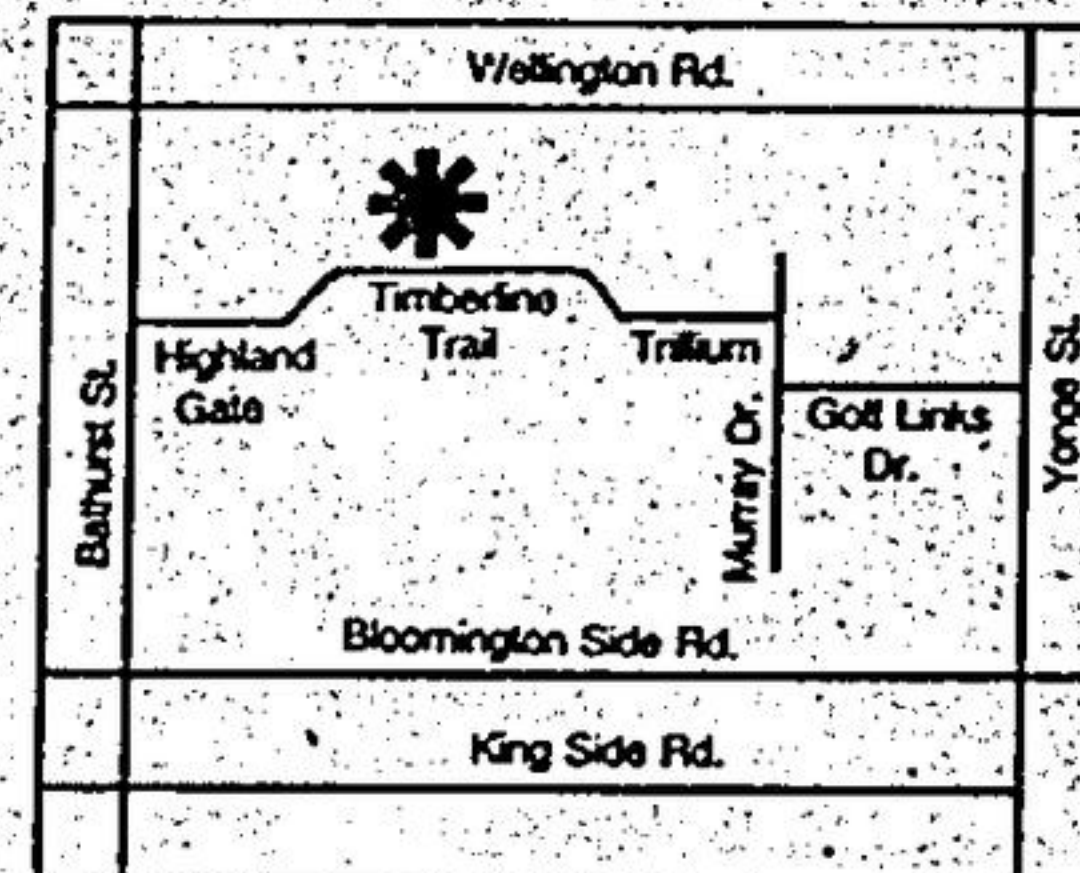 Wellington Rd.
Timberline
Trail
Highland
Gate
Trillium
Bathurst St.
Murray Dr.
Golf Links
Dr.
Yonge St.
Bloomington Side Rd.
King Side Rd.